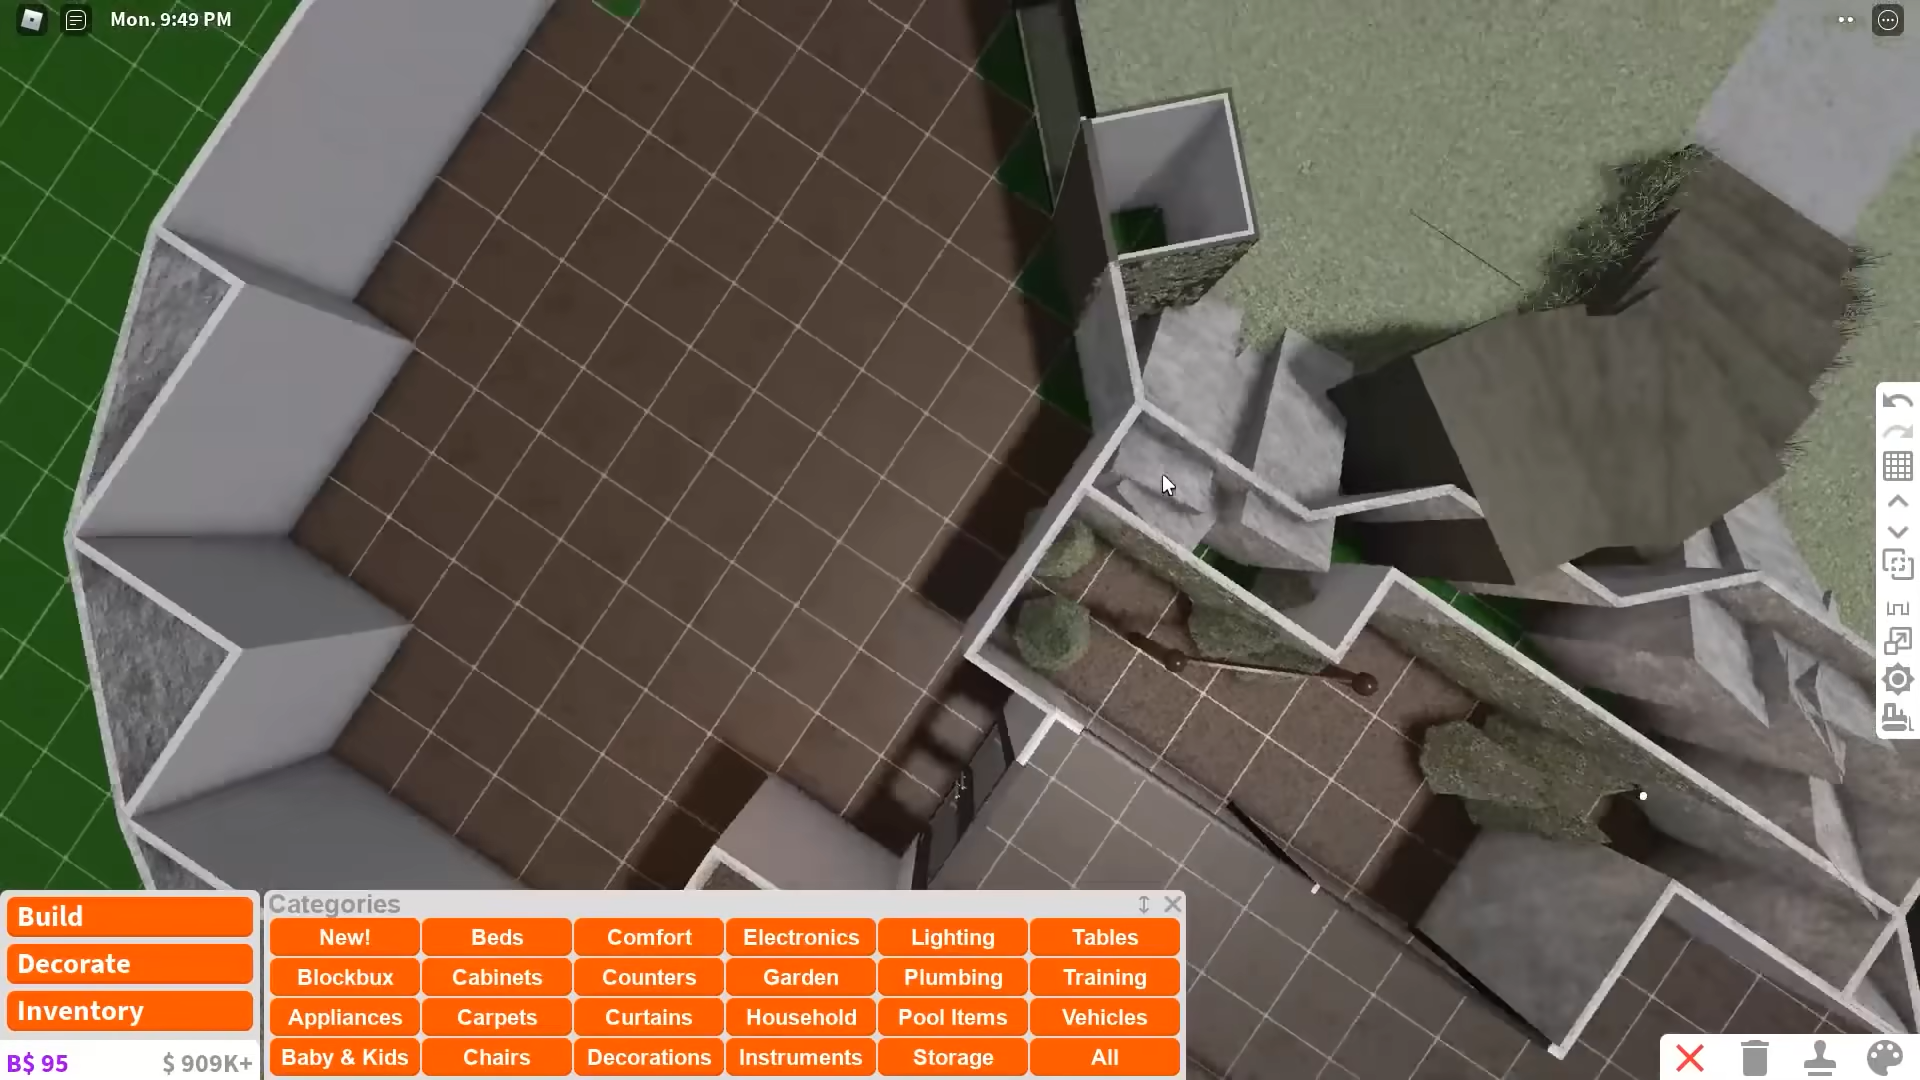 Mon. 9:49 PM
Build
Decorate
Inventory
B$ 95
$ 909K+
Categories
New! Beds Comfort Electronics Lighting Tables
Blockbux Cabinets Counters Garden Plumbing Training
Appliances Carpets Curtains Household Pool Items Vehicles
Baby & Kids Chairs Decorations Instruments Storage All